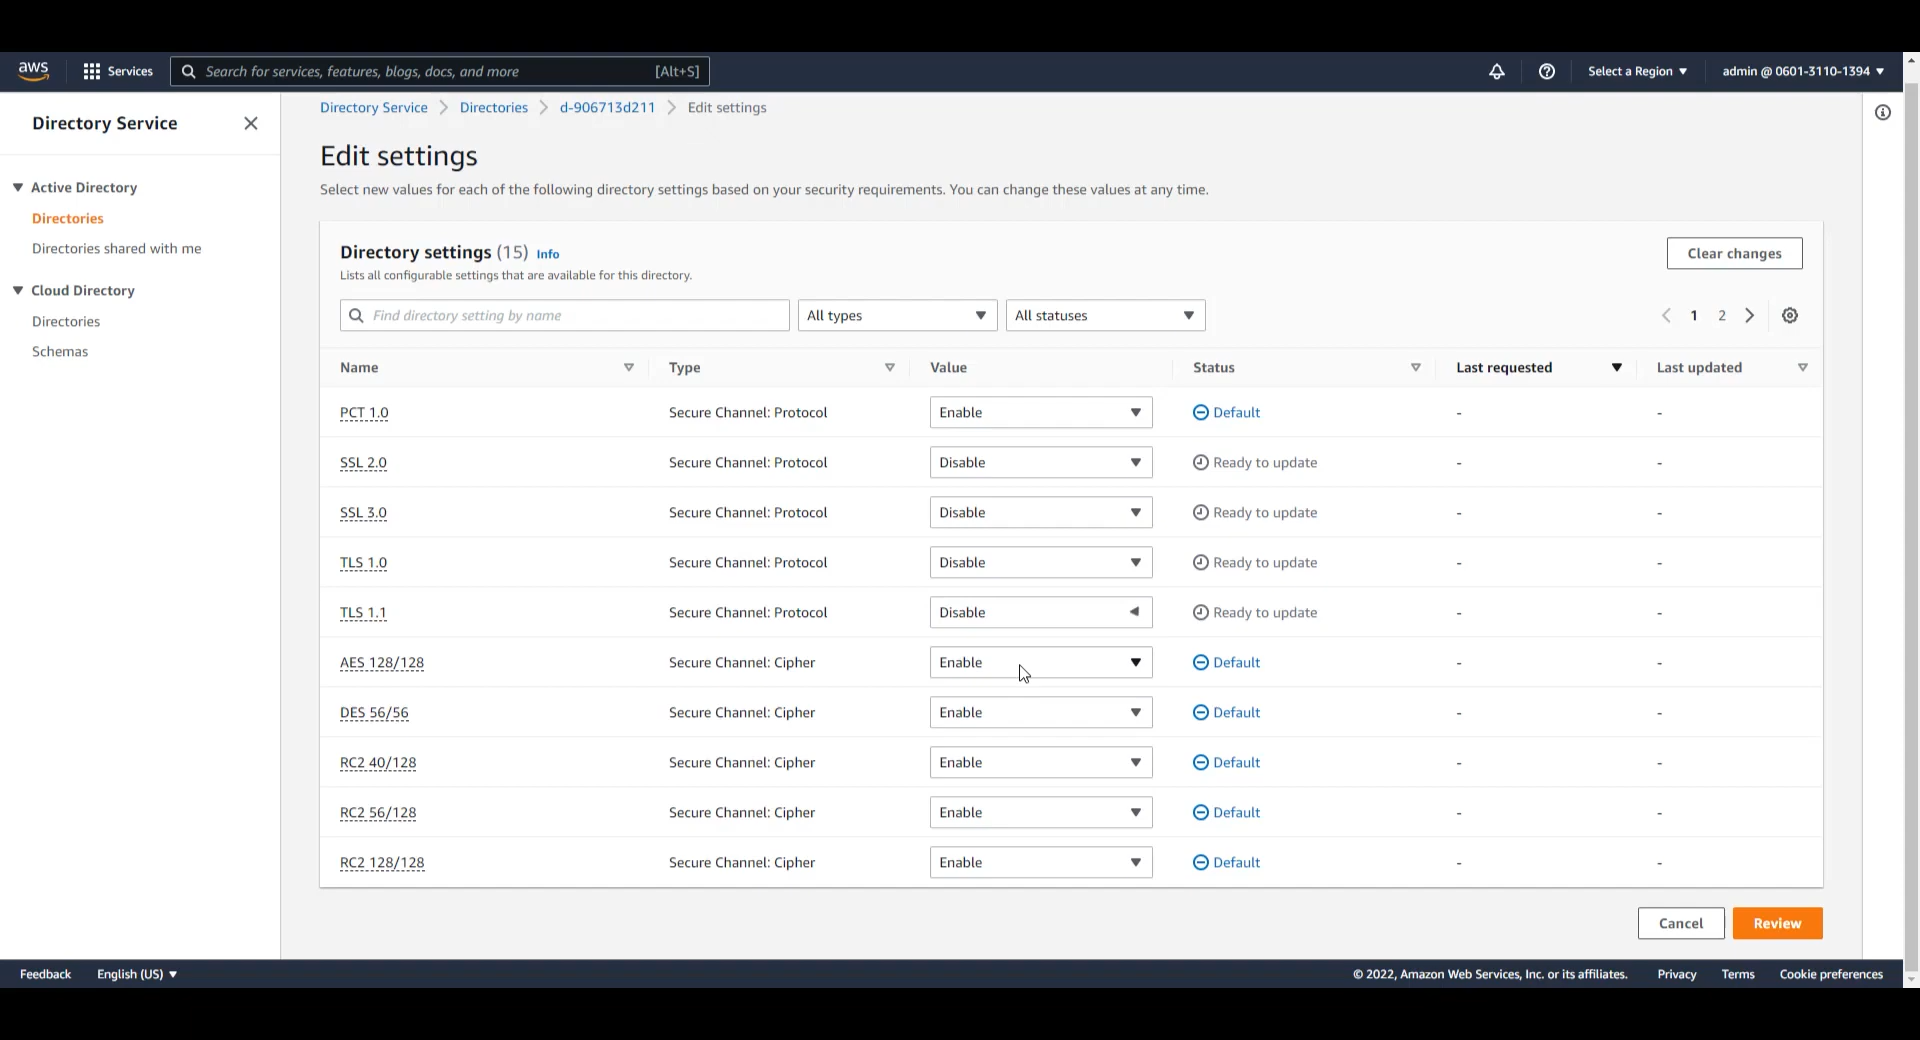 aws Services Search for services, features, blogs, docs, and more [Alt+S] Select a Region admin @ 0601-3110-1394
Directory Service
Active Directory
Directories
Directories shared with me
Cloud Directory
Directories
Schemas
Directory Service Directories d-906713d211 Edit settings
Edit settings
Select new values for each of the following directory settings based on your security requirements. You can change these values at any time.
Directory settings (15) Info
Clear changes
Lists all configurable settings that are available for this directory.
Find directory setting by name All types All statuses 1 2
Name Type Value Status Last requested Last updated
PCT 1.0 Secure Channel: Protocol Enable Default - -
SSL 2.0 Secure Channel: Protocol Disable Ready to update - -
SSL 3.0 Secure Channel: Protocol Disable Ready to update - -
TLS 1.0 Secure Channel: Protocol Disable Ready to update - -
TLS 1.1 Secure Channel: Protocol Disable Ready to update - -
AES 128/128 Secure Channel: Cipher Enable Default - -
DES 56/56 Secure Channel: Cipher Enable Default - -
RC2 40/128 Secure Channel: Cipher Enable Default - -
RC2 56/128 Secure Channel: Cipher Enable Default - -
RC2 128/128 Secure Channel: Cipher Enable Default - -
Cancel Review
Feedback English (US) © 2022, Amazon Web Services, Inc. or its affiliates. Privacy Terms Cookie preferences